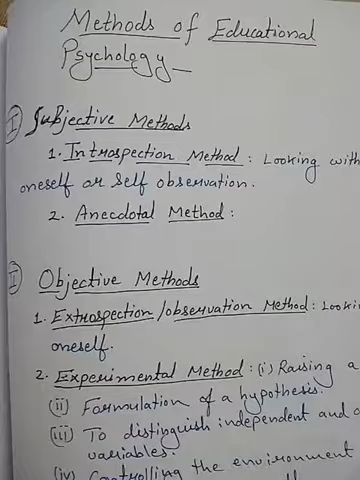 Methods of Educational
Psychology
I Subjective Methods
1. Introspection Method: Looking with
oneself or self observation.
2. Anecdotal Method:
II Objective Methods
1. Extrospection/observation Method: Looki
oneself.
2. Experimental Method: (i) Raising a
(ii) Formulation of a hypothesis.
(iii) To distinguish independent and
variables.
(iv) Controlling the environment